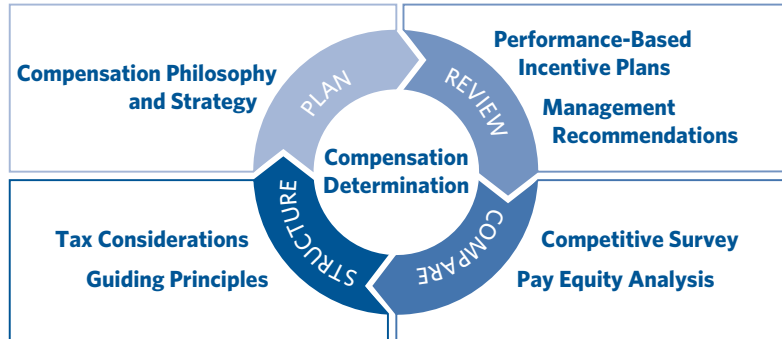 Compensation Philosophy
and Strategy
PLAN
Performance-Based
Incentive Plans
Management
Recommendations
REVIEW
Compensation
Determination
Tax Considerations
Guiding Principles
STRUCTURE
Competitive Survey
Pay Equity Analysis
COMPARE